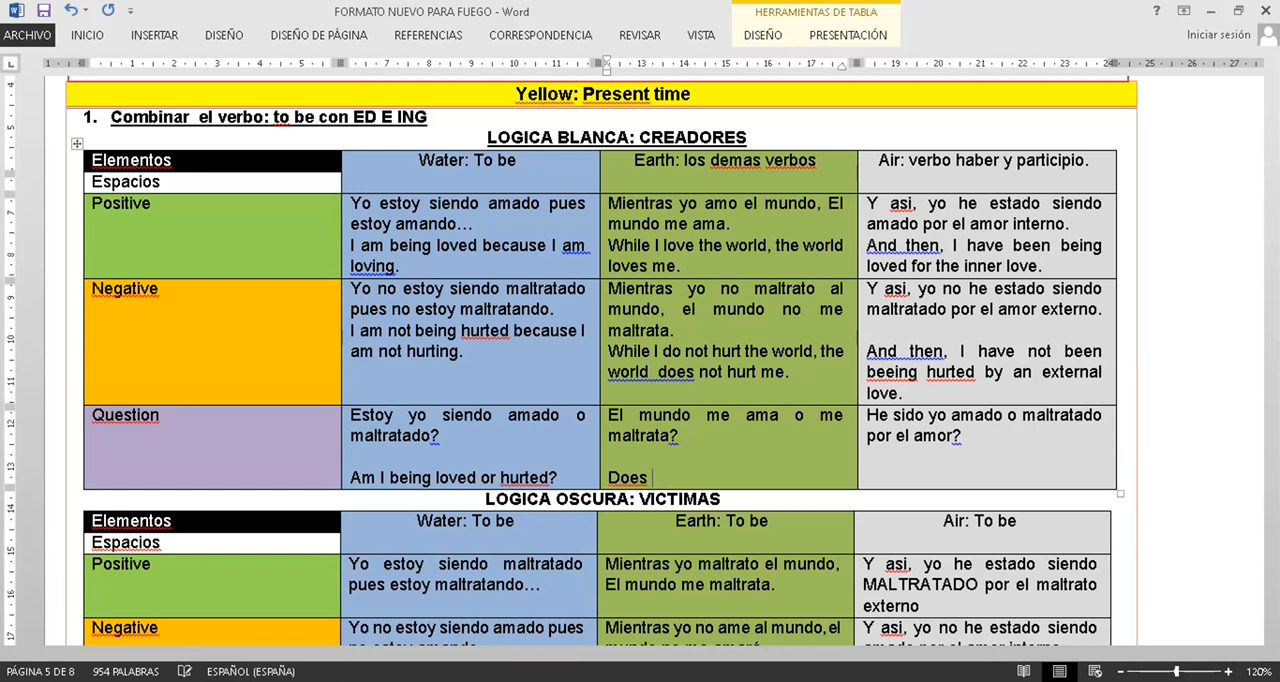 FORMATO NUEVO PARA FUEGO - Word
HERRAMIENTAS DE TABLA
ARCHIVO INICIO INSERTAR DISEÑO DISEÑO DE PÁGINA REFERENCIAS CORRESPONDENCIA REVISAR VISTA DISEÑO PRESENTACIÓN Iniciar sesión
Yellow: Present time
1. Combinar el verbo: to be con ED E ING
LOGICA BLANCA: CREADORES
Elementos
Espacios
Water: To be
Earth: los demas verbos
Air: verbo haber y participio.
Positive
Yo estoy siendo amado pues
estoy amando…
I am being loved because I am
loving.
Mientras yo amo el mundo, El
mundo me ama.
While I love the world, the world
loves me.
Y asi, yo he estado siendo
amado por el amor interno.
And then, I have been being
loved for the inner love.
Negative
Yo no estoy siendo maltratado
pues no estoy maltratando.
I am not being hurted because I
am not hurting.
Mientras yo no maltrato al
mundo, el mundo no me
maltrata.
While I do not hurt the world, the
world does not hurt me.
Y asi, yo no he estado siendo
maltratado por el amor externo.
And then, I have not been
beeing hurted by an external
love.
Question
Estoy yo siendo amado o
maltratado?
Am I being loved or hurted?
El mundo me ama o me
maltrata?
Does
He sido yo amado o maltratado
por el amor?
LOGICA OSCURA: VICTIMAS
Elementos
Espacios
Water: To be
Earth: To be
Air: To be
Positive
Yo estoy siendo maltratado
pues estoy maltratando…
Mientras yo maltrato el mundo,
El mundo me maltrata.
Y asi, yo he estado siendo
MALTRATADO por el maltrato
externo
Negative
Yo no estoy siendo amado pues
Mientras yo no ame al mundo, el
Y asi, yo no he estado siendo
PÁGINA 5 DE 8 954 PALABRAS ESPAÑOL (ESPAÑA) 120%